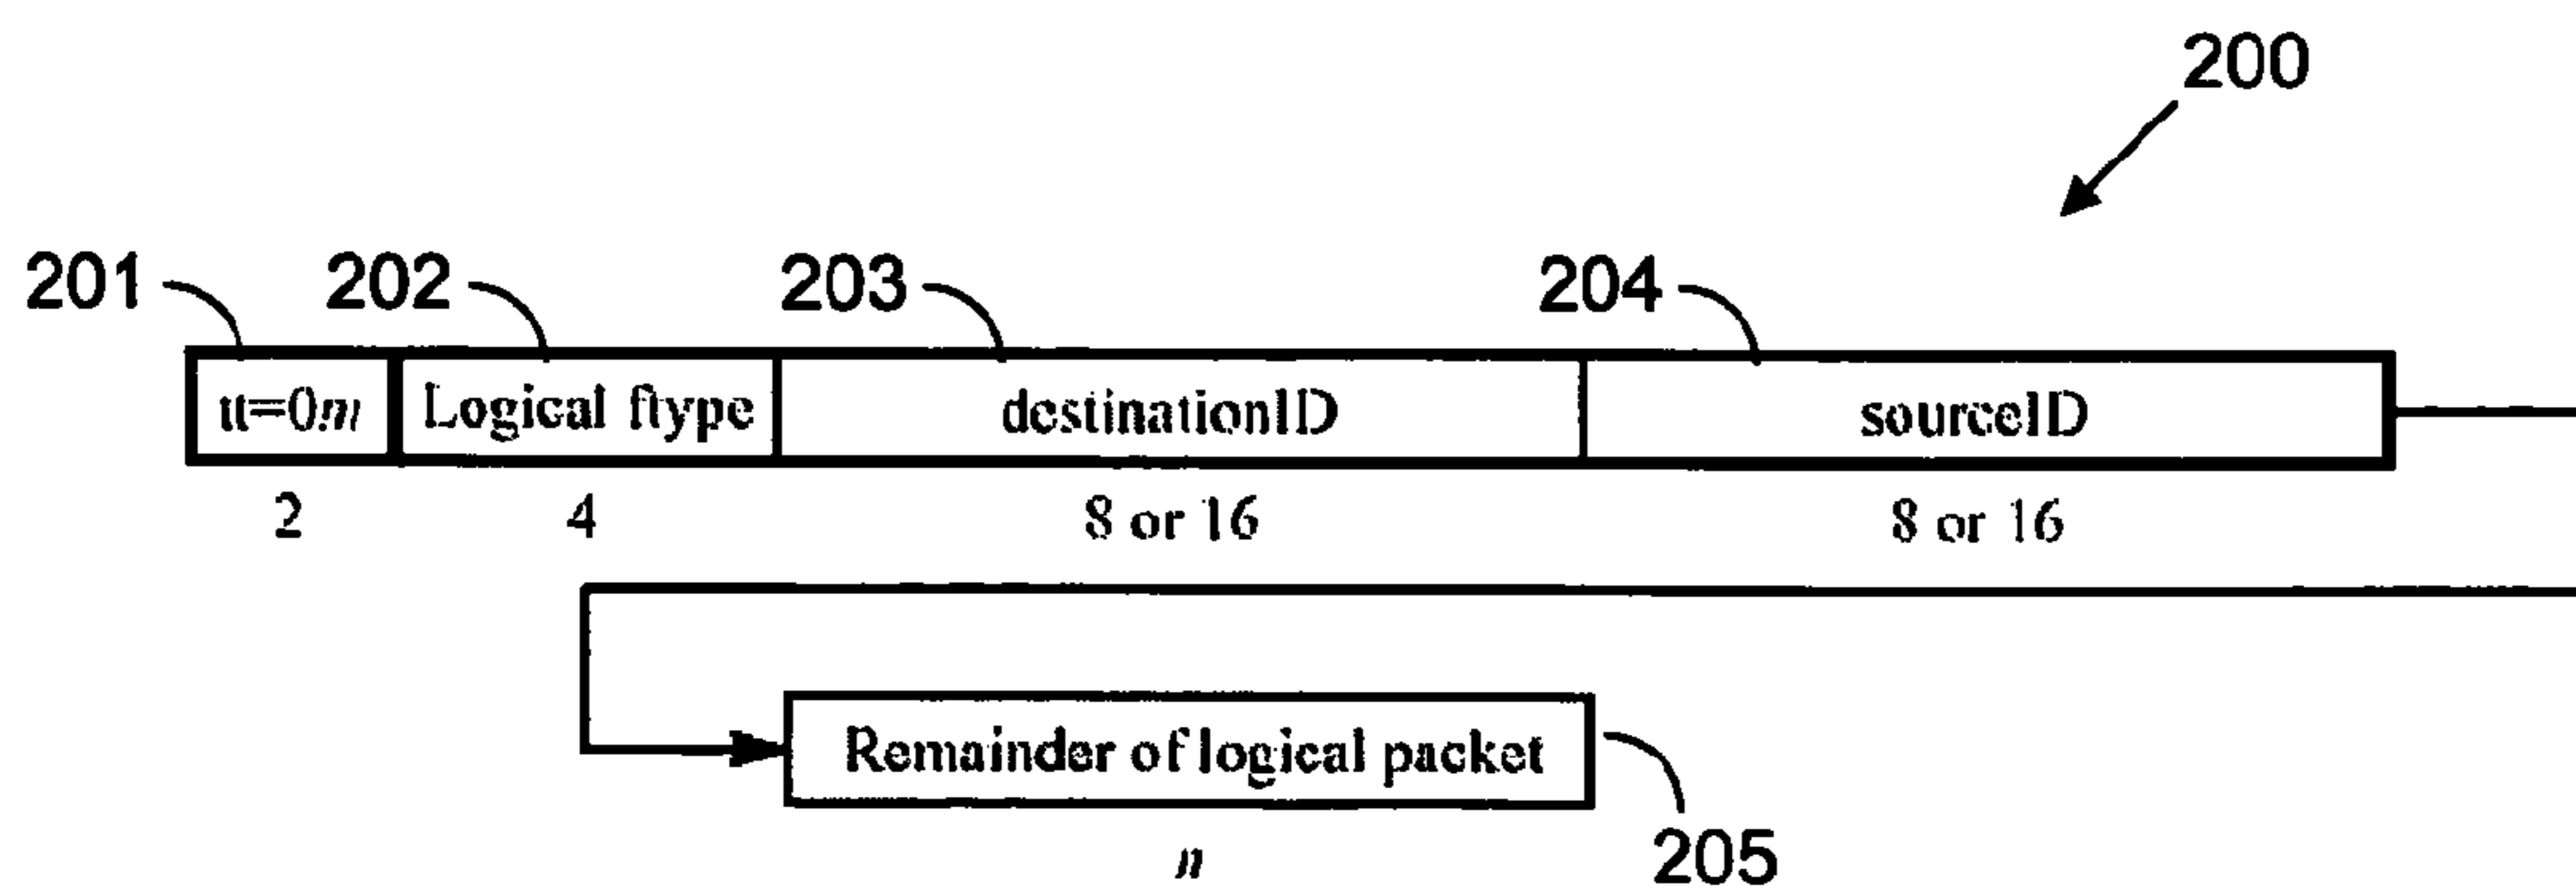 200
201 202 203 204
tt=0m Logical ftype destinationID sourceID
2 4 8 or 16 8 or 16
Remainder of logical packet
n 205